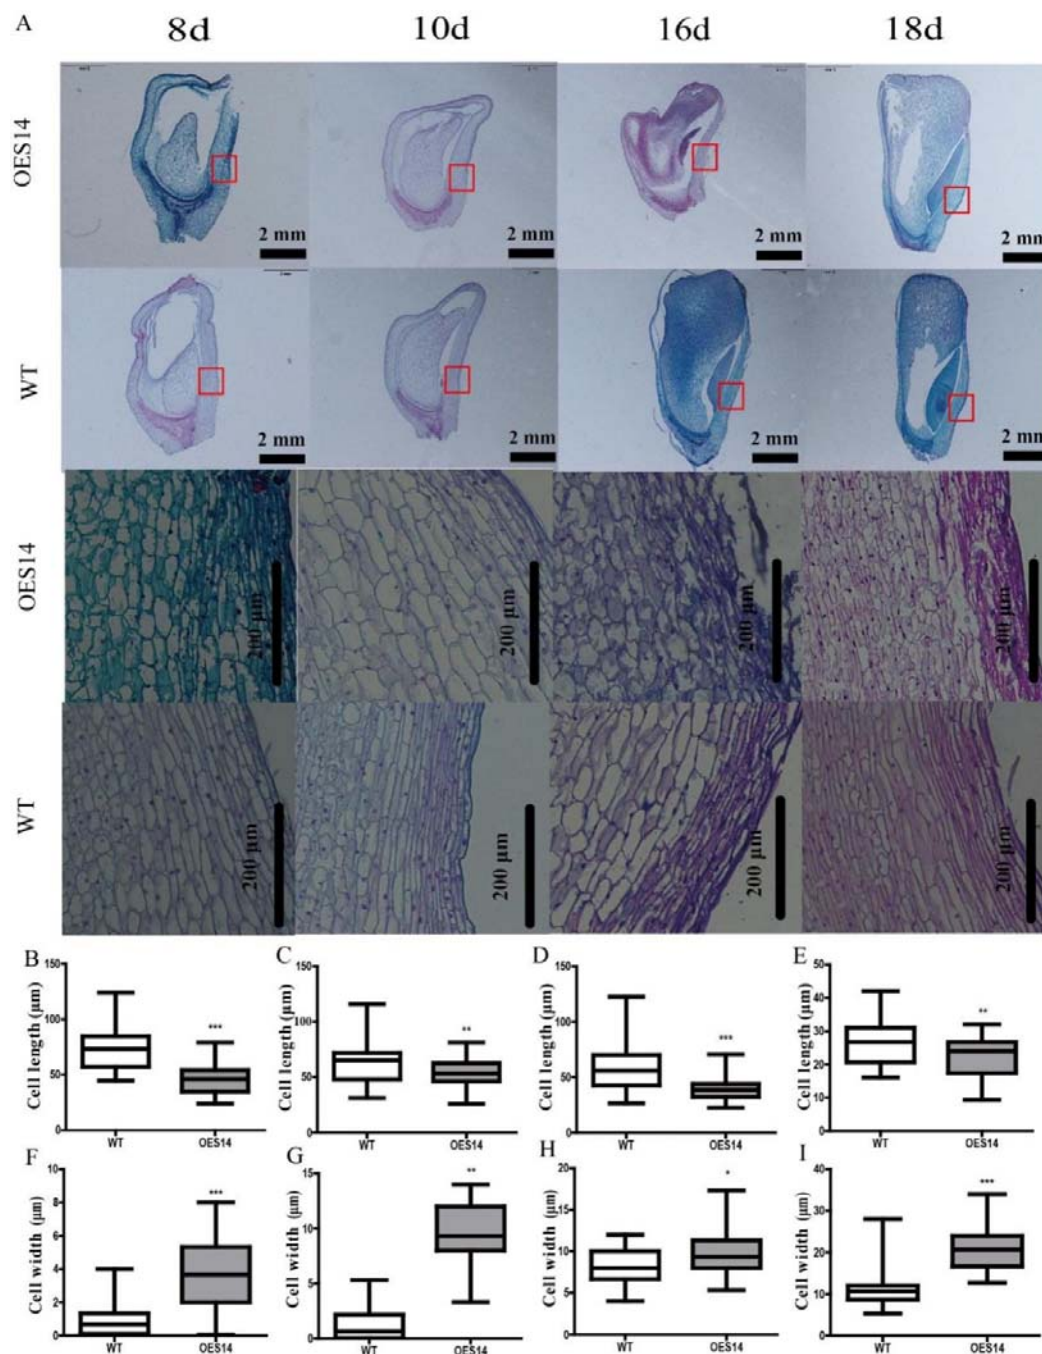 A
8d 10d 16d 18d
OES14
2 mm 2 mm 2 mm 2 mm
WT
2 mm 2 mm 2 mm 2 mm
OES14
200 µm 200 µm 200 µm 200 µm
WT
200 µm 200 µm 200 µm 200 µm
B
Cell length (µm)
150
100
50
0
***
WT OES14
C
Cell length (µm)
150
100
50
0
**
WT OES14
D
Cell length (µm)
150
100
50
0
***
WT OES14
E
Cell length (µm)
50
40
30
20
10
0
**
WT OES14
F
Cell width (µm)
10
8
6
4
2
0
***
WT OES14
G
Cell width (µm)
15
10
5
0
**
WT OES14
H
Cell width (µm)
20
15
10
5
0
*
WT OES14
I
Cell width (µm)
40
30
20
10
0
***
WT OES14